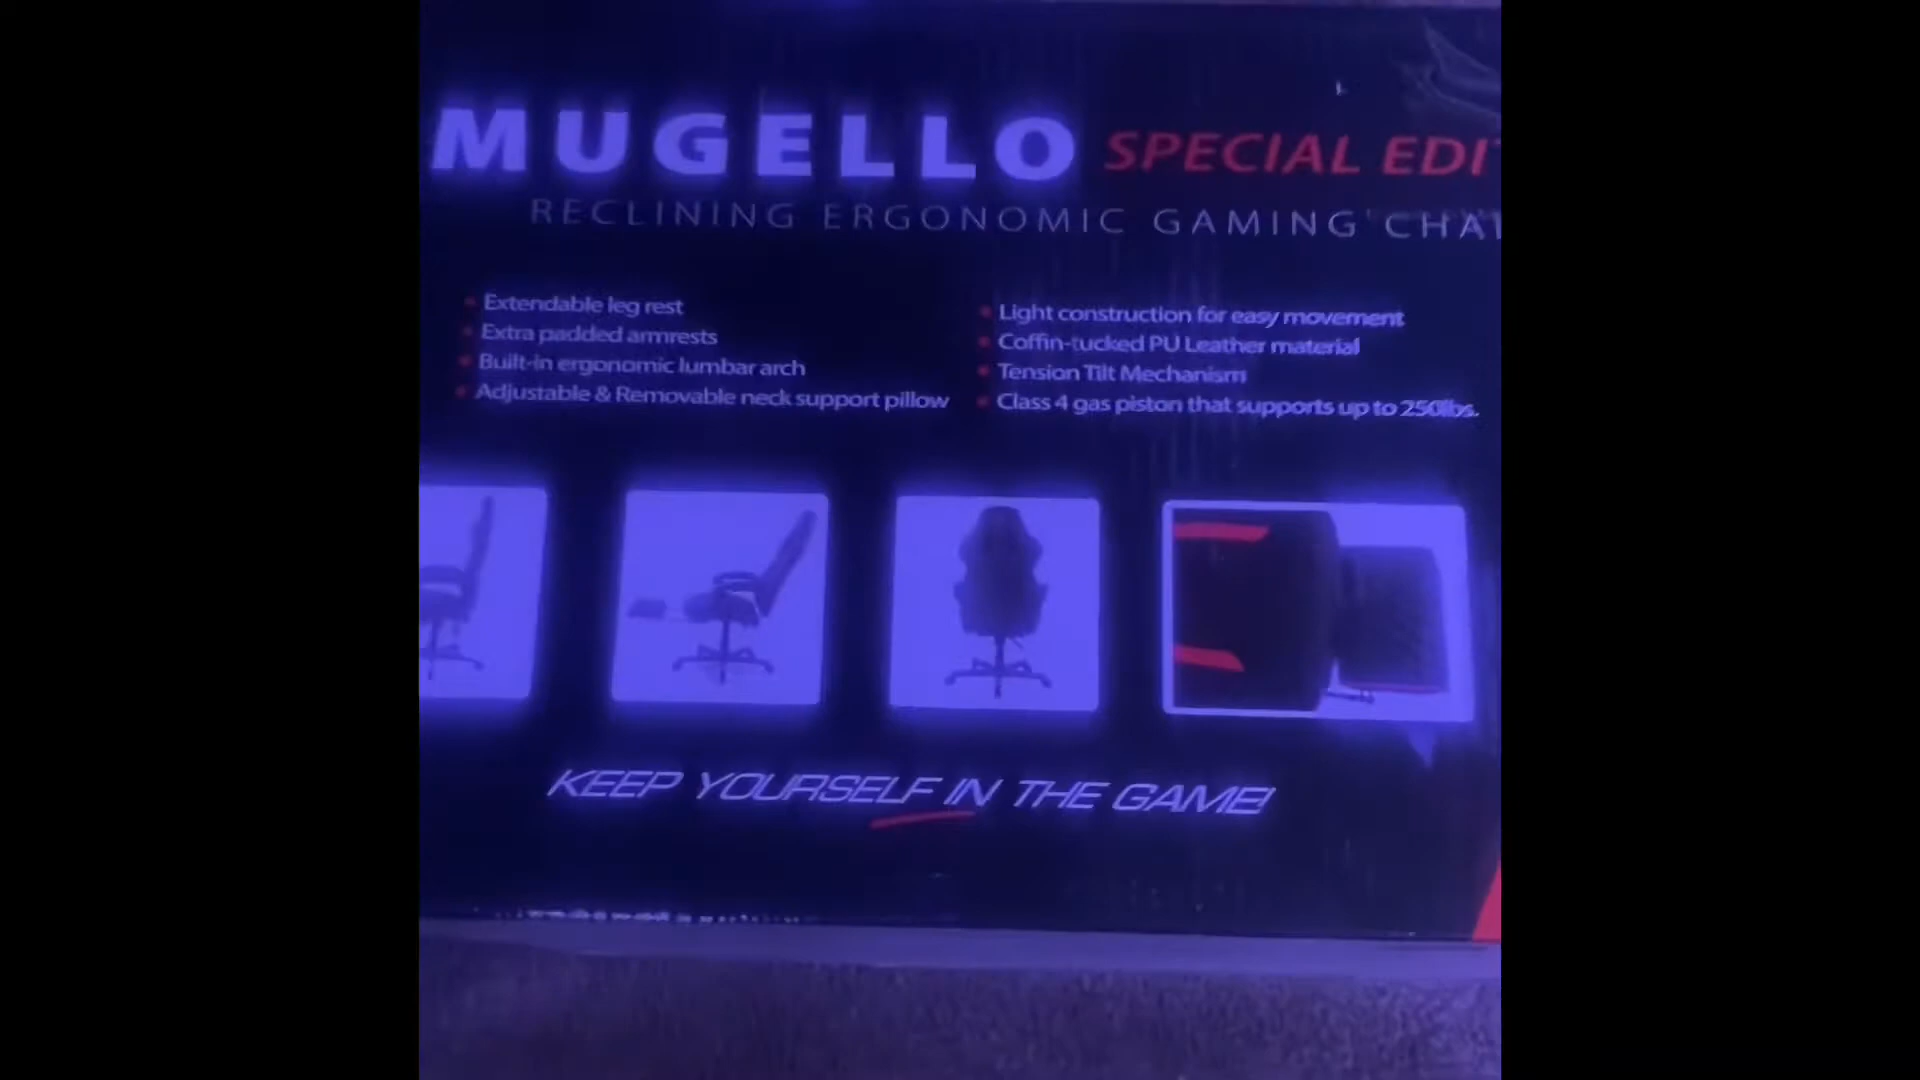 MUGELLO SPECIAL EDI
RECLINING ERGONOMIC GAMING CHAI
Extendable leg rest
Extra padded armrests
Built-in ergonomic lumbar arch
Adjustable & Removable neck support pillow
Light construction for easy movement
Coffin-tucked PU Leather material
Tension Tilt Mechanism
Class 4 gas piston that supports up to 250lbs.
KEEP YOURSELF IN THE GAME!